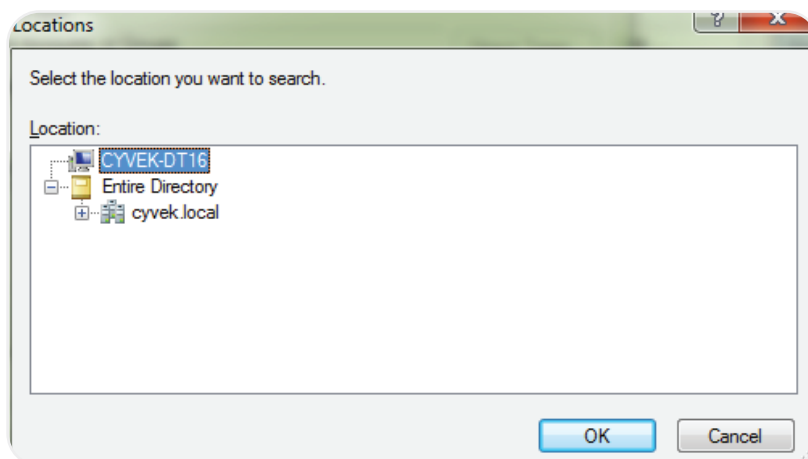 Locations
Select the location you want to search.
Location:
CYVEK-DT16
Entire Directory
cyvek.local
OK Cancel